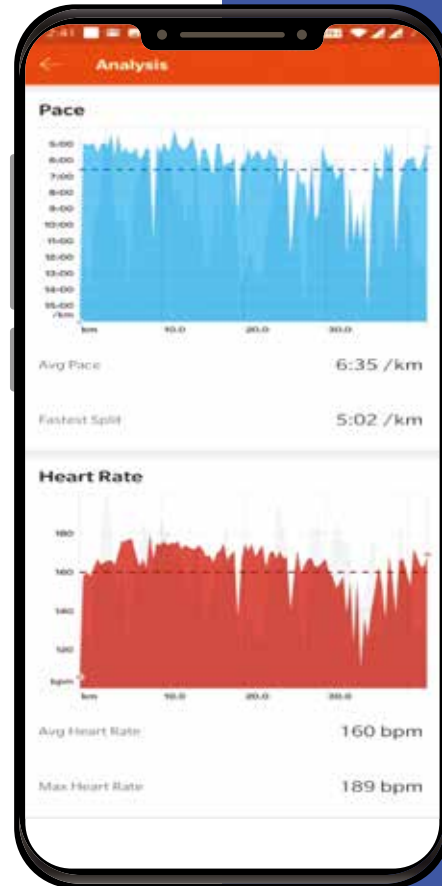 2:41
Analysis
Pace
5:00
6:00
7:00
8:00
9:00
10:00
11:00
12:00
13:00
14:00
15:00
/km
km 10.0 20.0 30.0
Avg Pace 6:35 /km
Fastest Split 5:02 /km
Heart Rate
180
160
140
120
bpm
km 10.0 20.0 30.0
Avg Heart Rate 160 bpm
Max Heart Rate 189 bpm